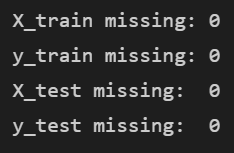 X_train missing: 0
y_train missing: 0
X_test missing:  0
y_test missing:  0